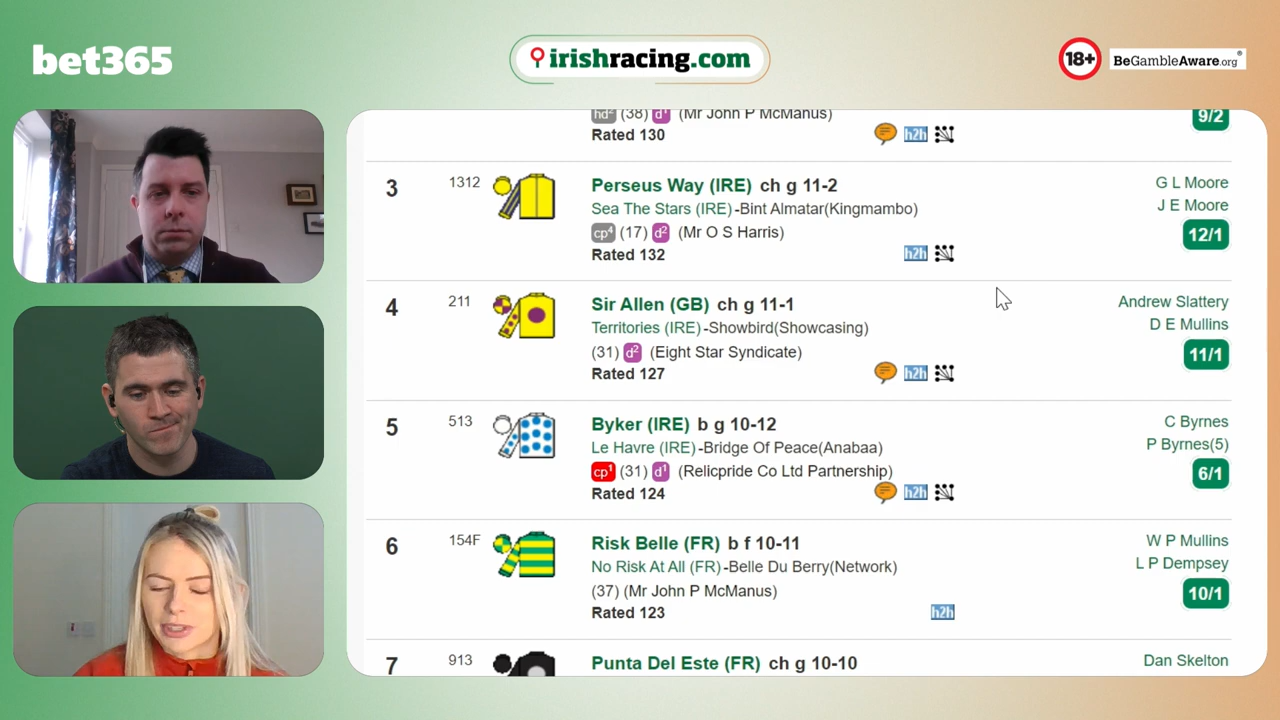 bet365
irishracing.com
18+
BeGambleAware.org®
hd² (38) d¹ (Mr John P McManus)
9/2
Rated 130
h2h
3
1312
Perseus Way (IRE) ch g 11-2
G L Moore
Sea The Stars (IRE)-Bint Almatar(Kingmambo)
J E Moore
cp⁴ (17) d² (Mr O S Harris)
12/1
Rated 132
h2h
4
211
Sir Allen (GB) ch g 11-1
Andrew Slattery
Territories (IRE)-Showbird(Showcasing)
D E Mullins
(31) d² (Eight Star Syndicate)
11/1
Rated 127
h2h
5
513
Byker (IRE) b g 10-12
C Byrnes
Le Havre (IRE)-Bridge Of Peace(Anabaa)
P Byrnes(5)
cp¹ (31) d¹ (Relicpride Co Ltd Partnership)
6/1
Rated 124
h2h
6
154F
Risk Belle (FR) b f 10-11
W P Mullins
No Risk At All (FR)-Belle Du Berry(Network)
L P Dempsey
(37) (Mr John P McManus)
10/1
Rated 123
h2h
7
913
Punta Del Este (FR) ch g 10-10
Dan Skelton